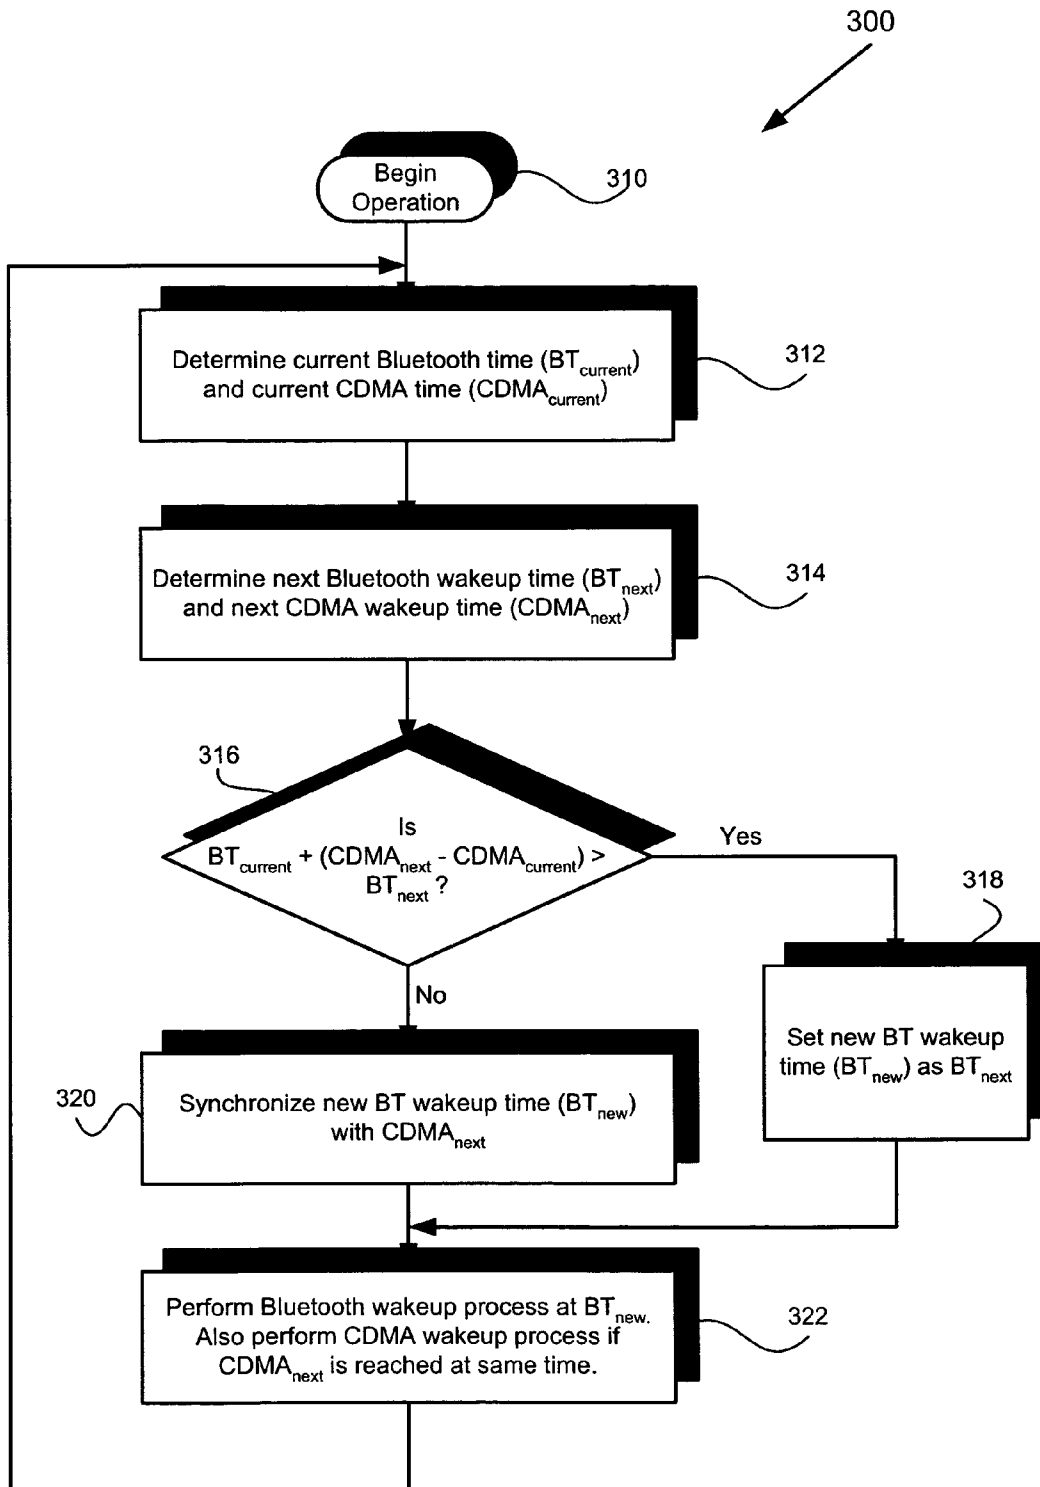 300
Begin
Operation
310
Determine current Bluetooth time (BTcurrent)
and current CDMA time (CDMAcurrent)
312
Determine next Bluetooth wakeup time (BTnext)
and next CDMA wakeup time (CDMAnext)
314
316
Is
BTcurrent + (CDMAnext - CDMAcurrent) >
BTnext ?
Yes
No
318
Set new BT wakeup
time (BTnew) as BTnext
320
Synchronize new BT wakeup time (BTnew)
with CDMAnext
Perform Bluetooth wakeup process at BTnew.
Also perform CDMA wakeup process if
CDMAnext is reached at same time.
322